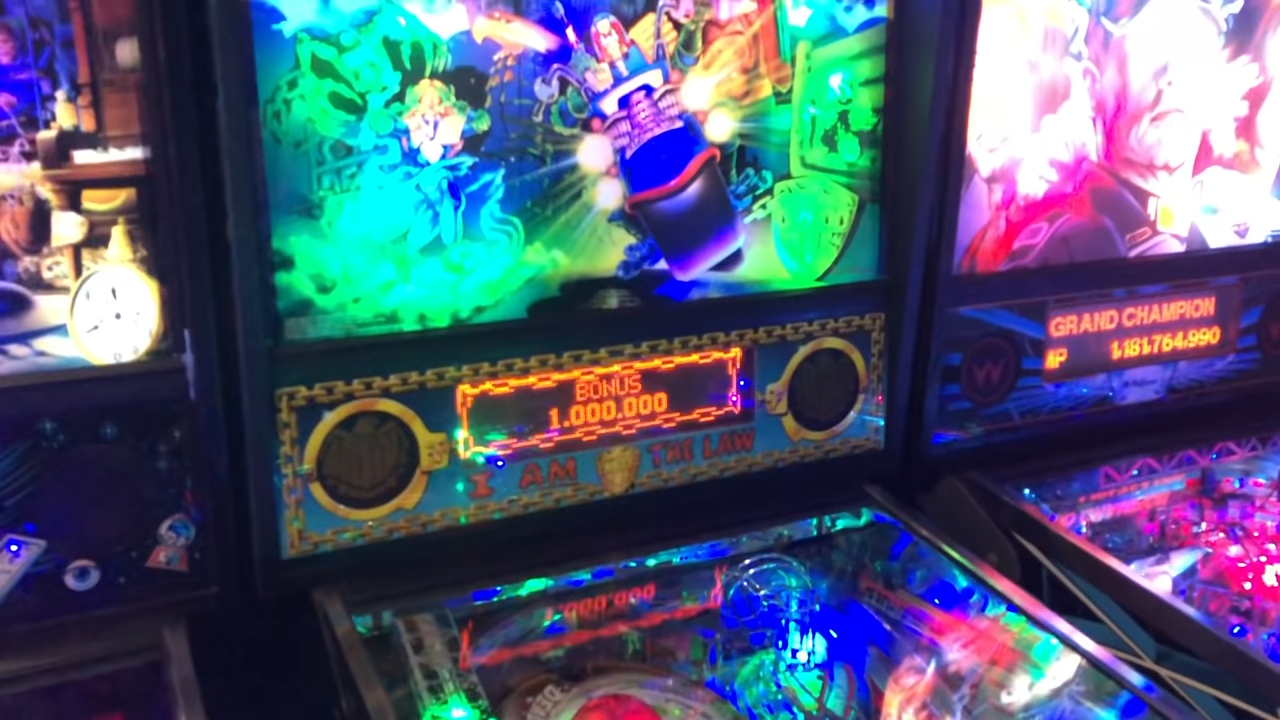 BONUS
1.000.000
I AM THE LAW
GRAND CHAMPION
1,181,764,990
W